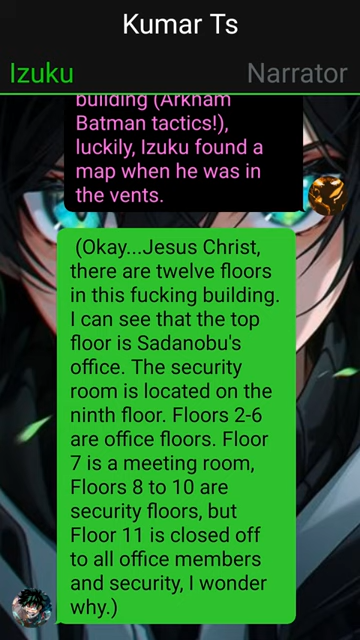 Kumar Ts
Izuku
Narrator
building (Arkham
Batman tactics!),
luckily, Izuku found a
map when he was in
the vents.
(Okay...Jesus Christ,
there are twelve floors
in this fucking building.
I can see that the top
floor is Sadanobu's
office. The security
room is located on the
ninth floor. Floors 2-6
are office floors. Floor
7 is a meeting room,
Floors 8 to 10 are
security floors, but
Floor 11 is closed off
to all office members
and security, I wonder
why.)